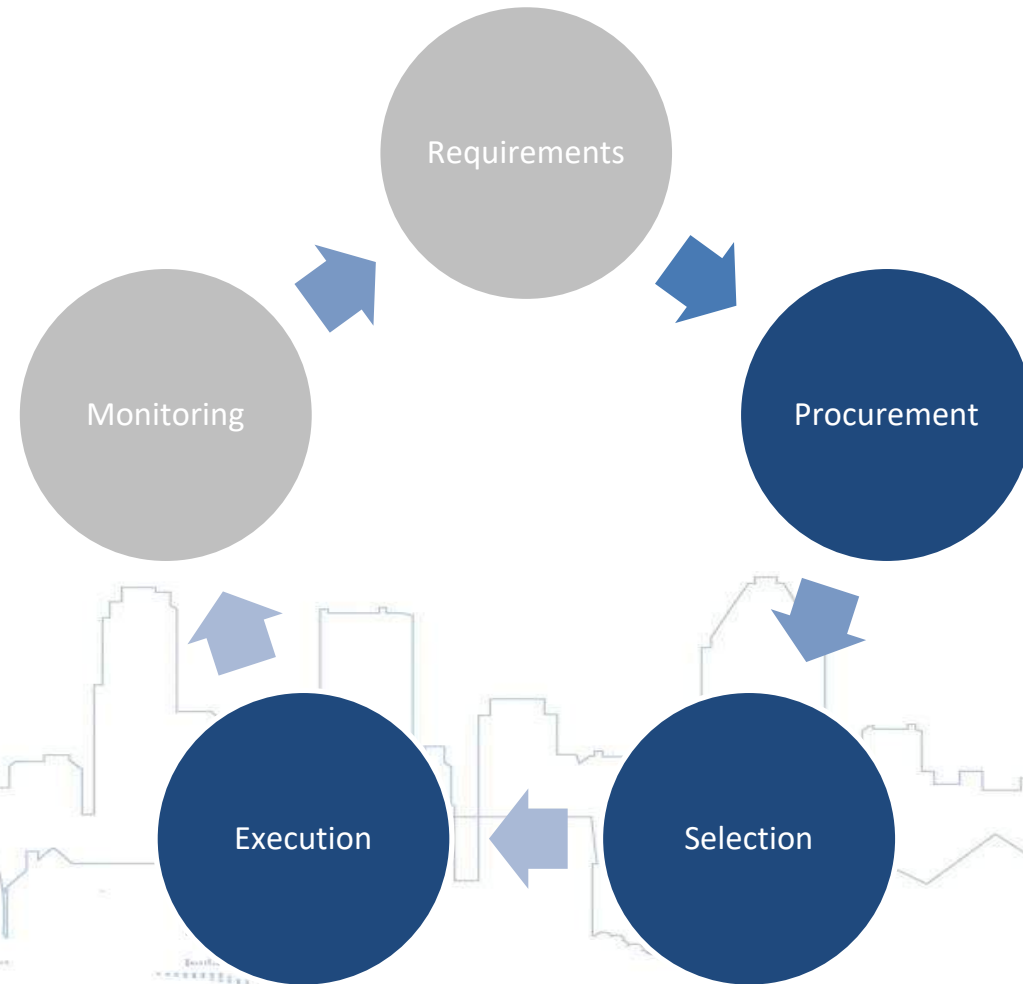 Requirements
Procurement
Selection
Execution
Monitoring